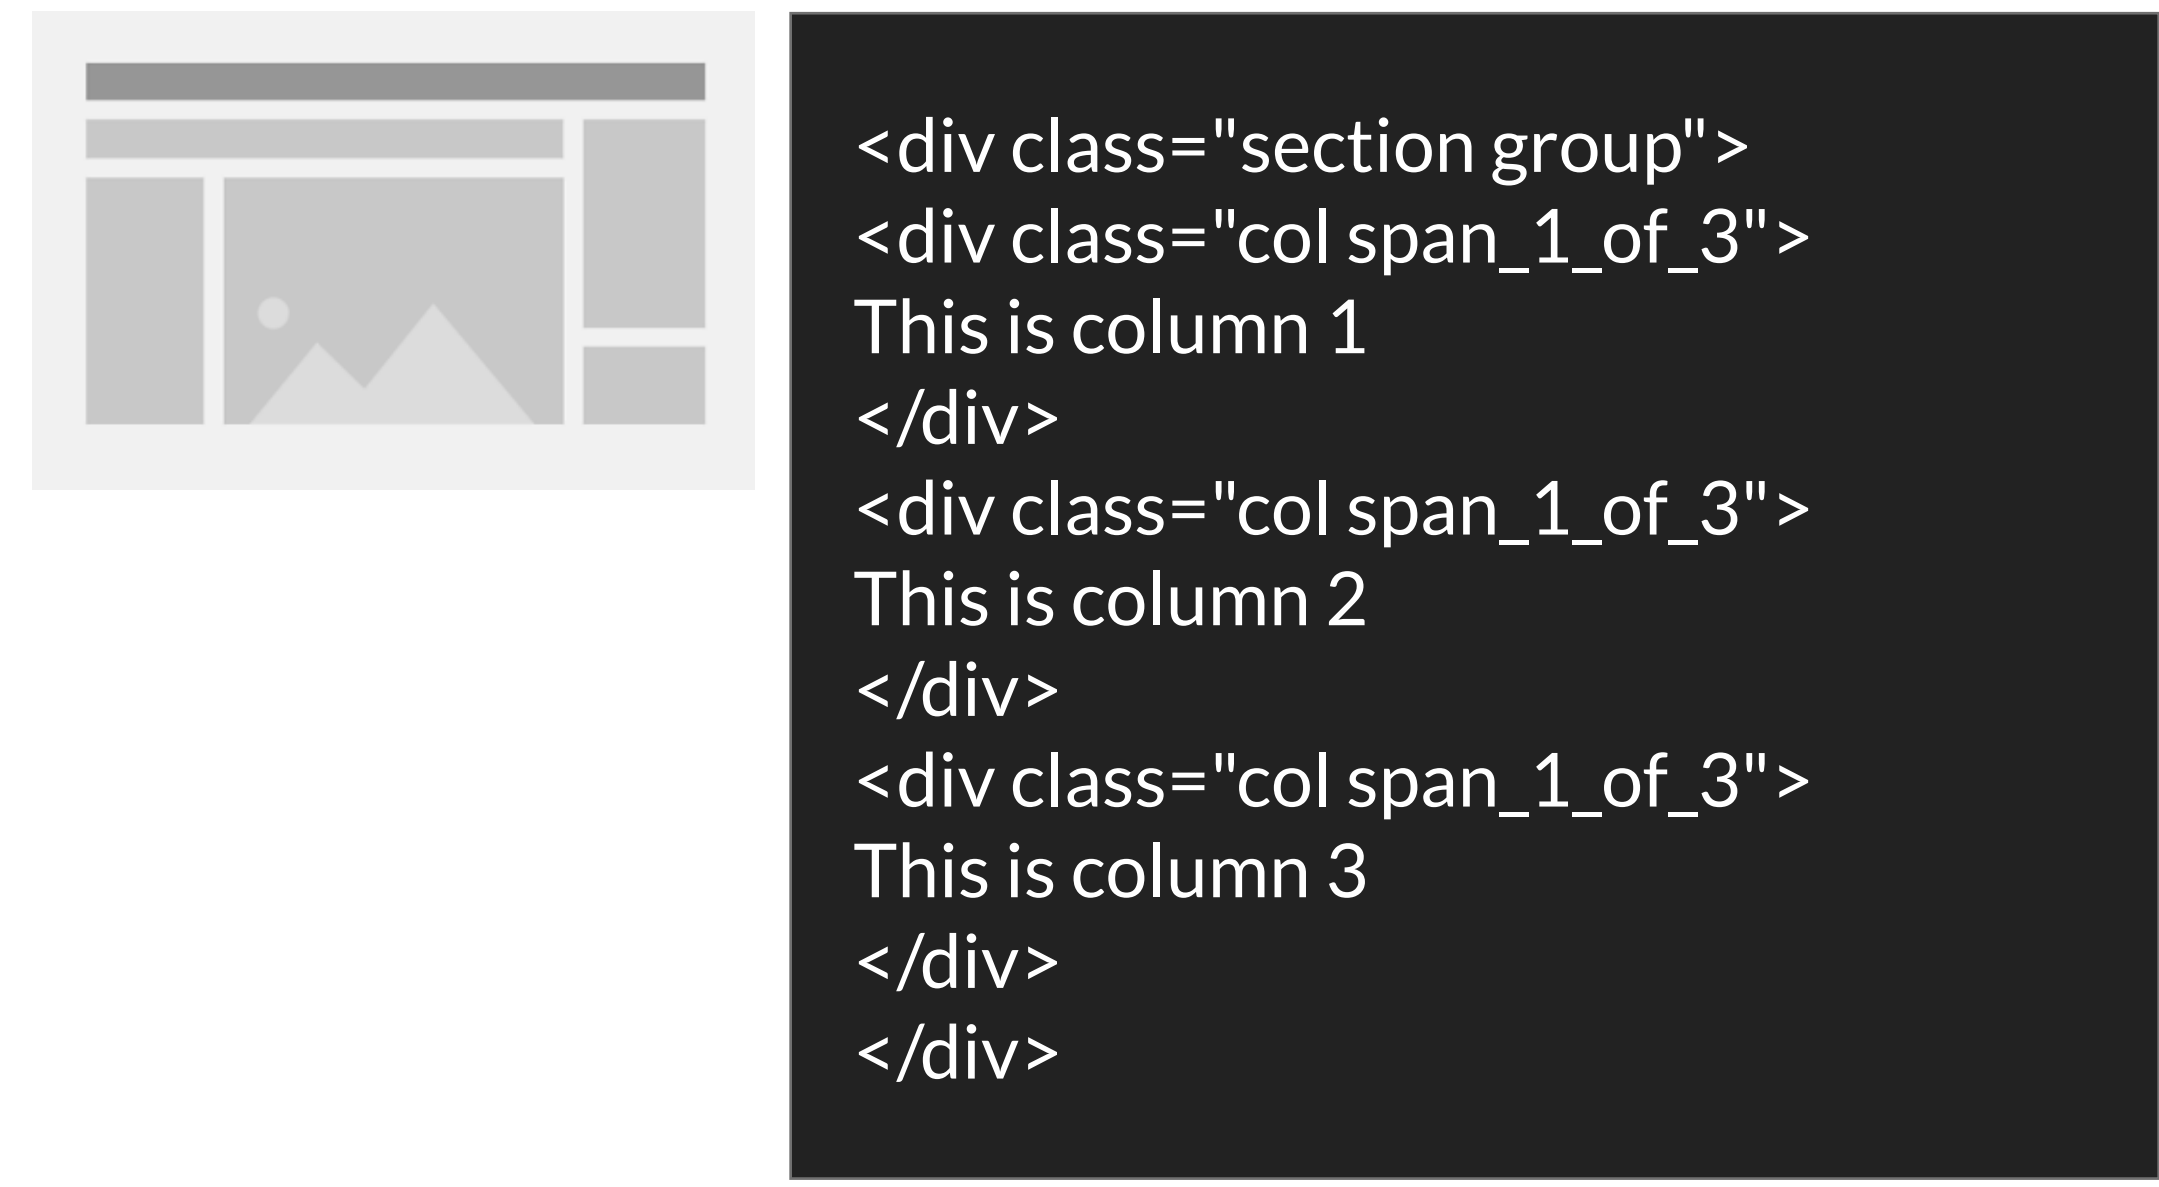 <div class="section group">
<div class="col span_1_of_3">
This is column 1
</div>
<div class="col span_1_of_3">
This is column 2
</div>
<div class="col span_1_of_3">
This is column 3
</div>
</div>